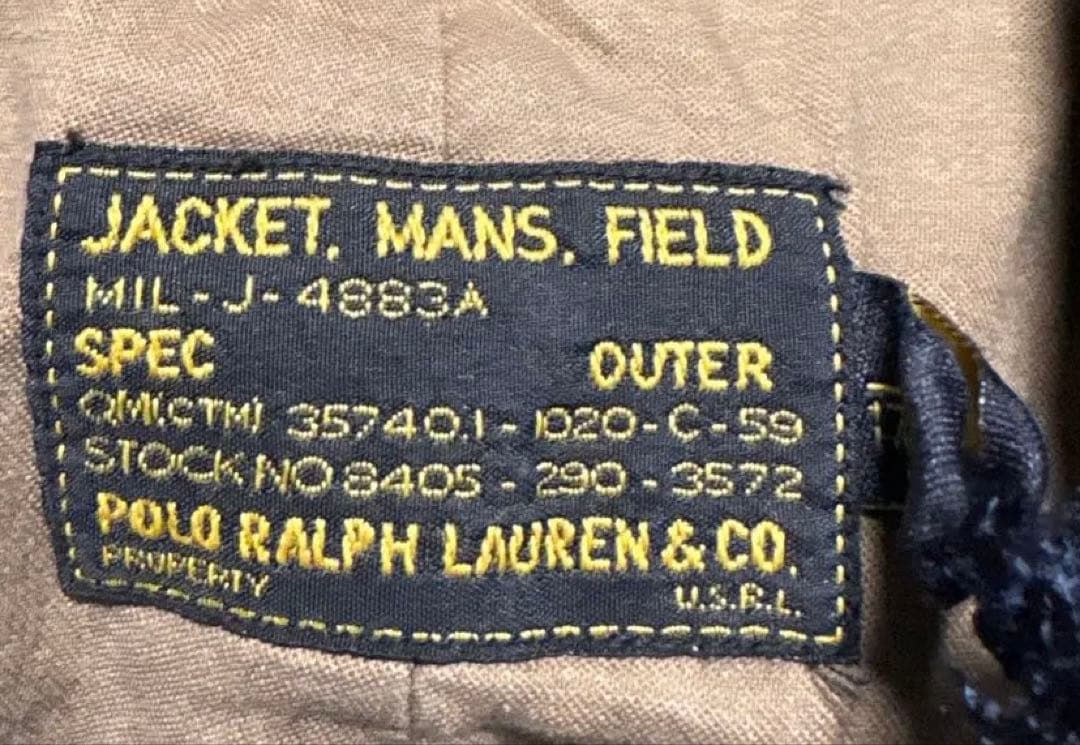 JACKET, MANS, FIELD
MIL-J-4883A
SPEC OUTER
QM(CTM) 35740.1-1020-C-59
STOCK NO 8405-290-3572
POLO RALPH LAUREN & CO.
PROPERTY U.S.R.L.